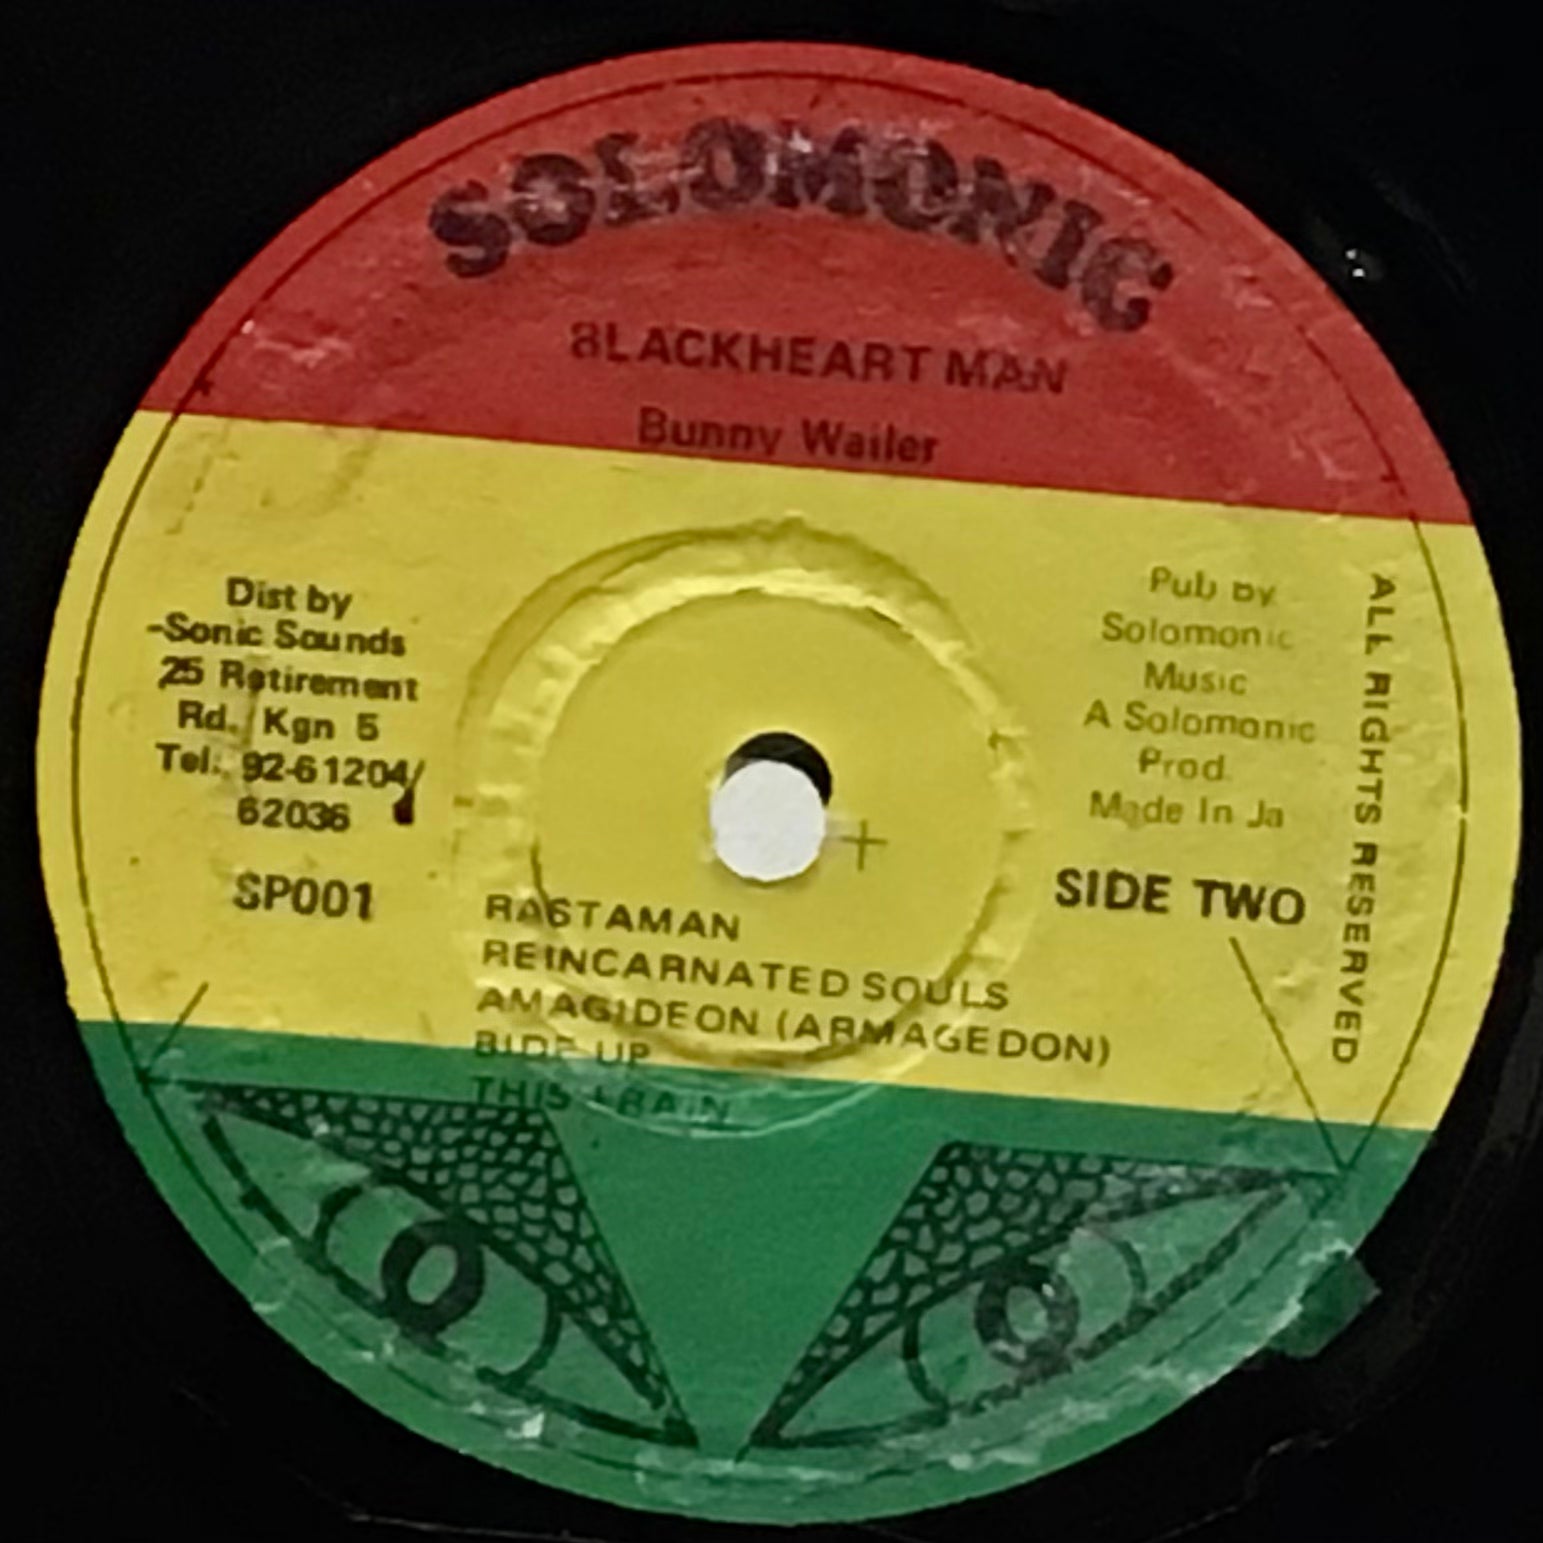 SOLOMONIC
BLACKHEART MAN
Bunny Wailer
Dist by
-Sonic Sounds
25 Retirement
Rd. Kgn 5
Tel: 92-61204/
62036
SP001
Pub by
Solomonic
Music
A Solomonic
Prod.
Made In Ja
SIDE TWO
ALL RIGHTS RESERVED
RASTAMAN
REINCARNATED SOULS
AMAGIDEON (ARMAGEDON)
BIDE UP
THIS TRAIN